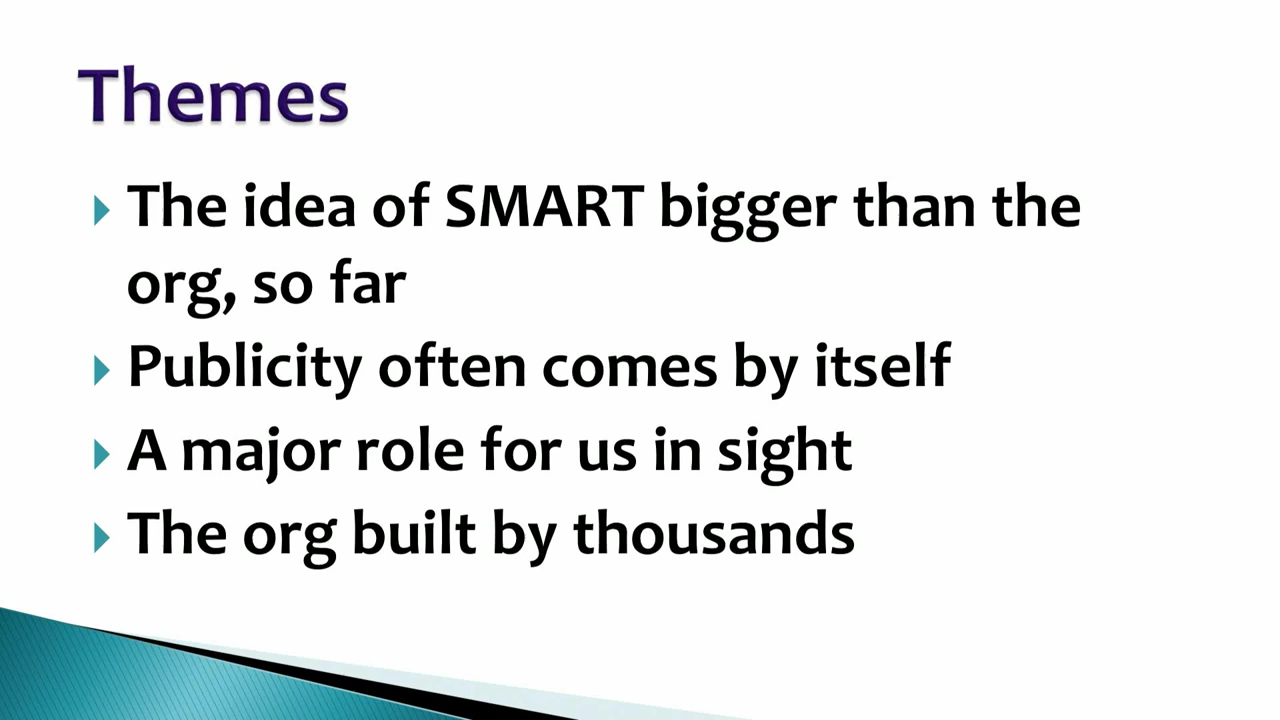 Themes
The idea of SMART bigger than the
org, so far
Publicity often comes by itself
A major role for us in sight
The org built by thousands